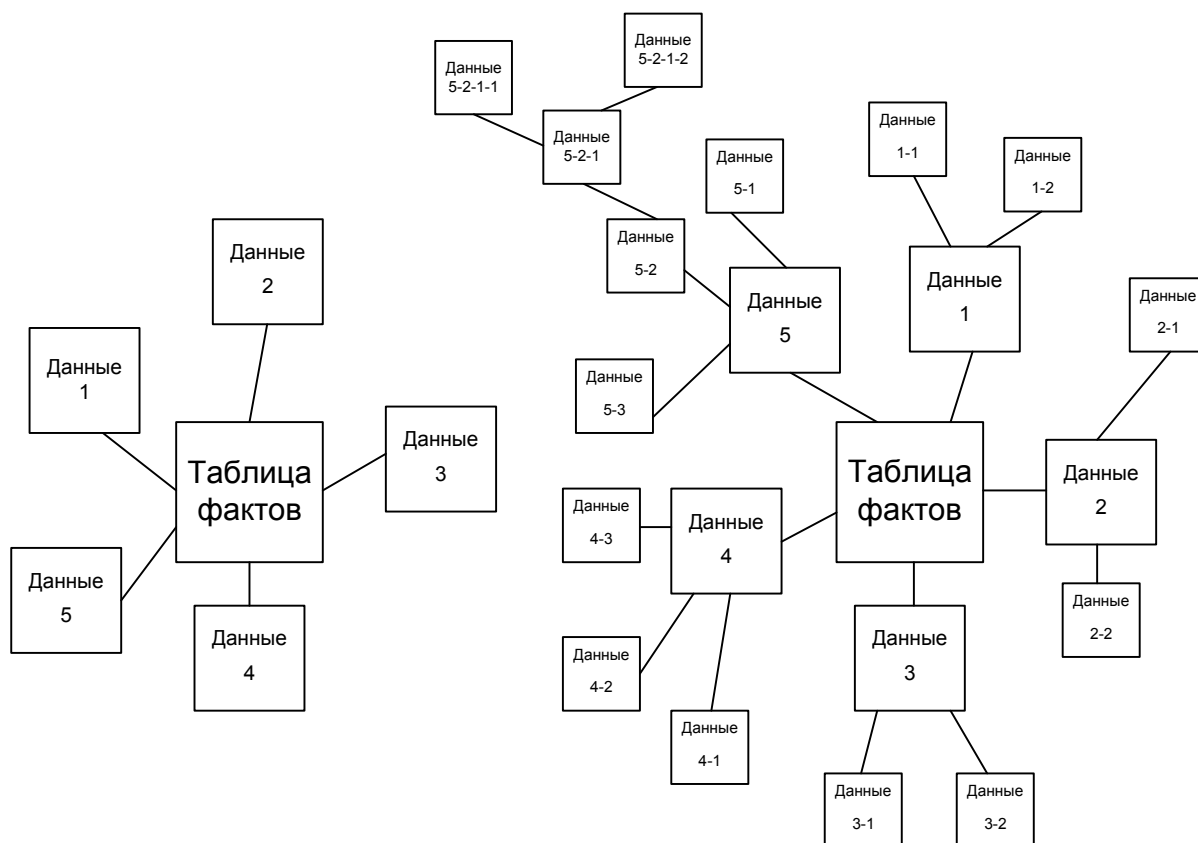 Данные
2
Данные
1
Таблица
фактов
Данные
3
Данные
5
Данные
4
Данные
5-2-1-1
Данные
5-2-1-2
Данные
5-2-1
Данные
5-1
Данные
5-2
Данные
5
Данные
5-3
Данные
1-1
Данные
1-2
Данные
1
Данные
2-1
Таблица
фактов
Данные
2
Данные
2-2
Данные
4-3
Данные
4
Данные
4-2
Данные
4-1
Данные
3
Данные
3-1
Данные
3-2